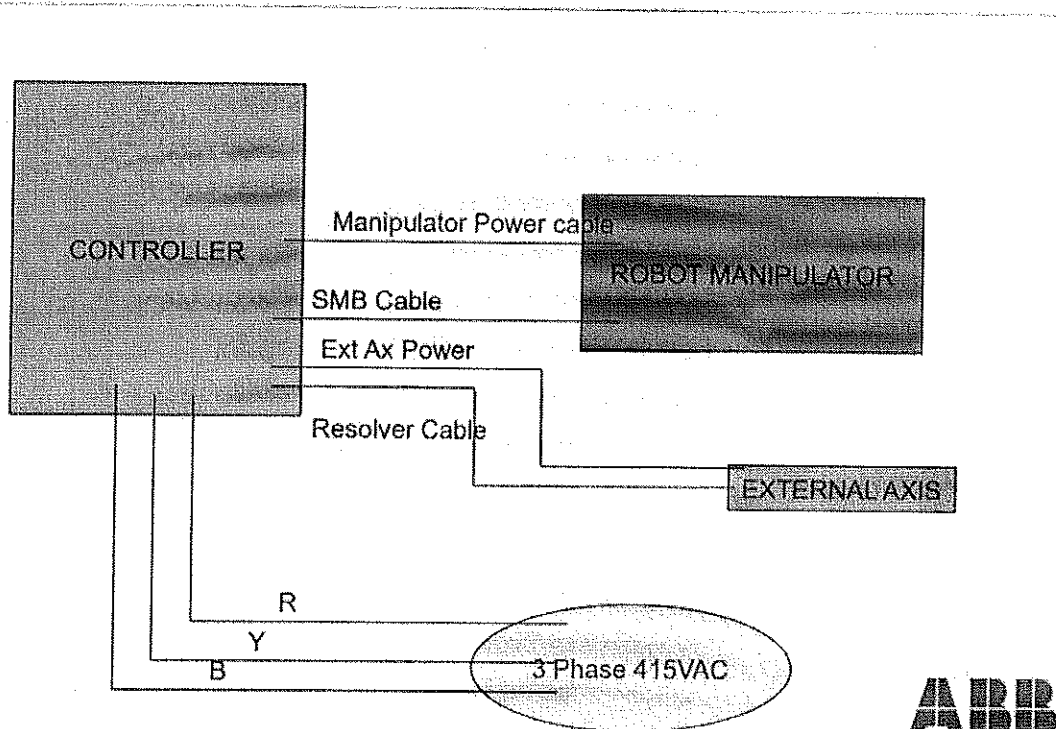 CONTROLLER
Manipulator Power cable
ROBOT MANIPULATOR
SMB Cable
Ext Ax Power
Resolver Cable
EXTERNAL AXIS
R
Y
B
3 Phase 415VAC
ABB